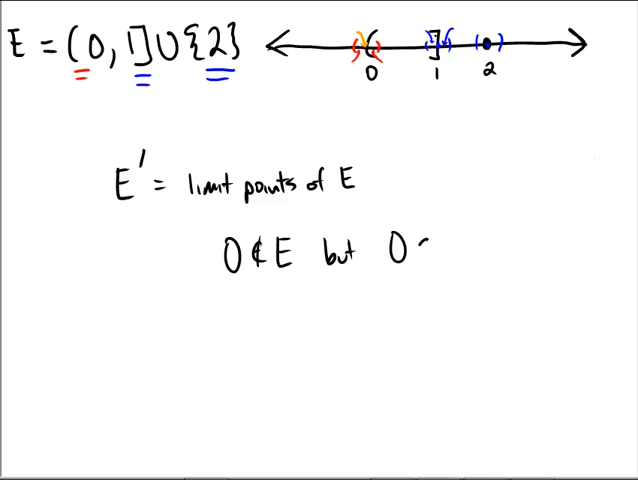 E = (0, 1] ∪ {2}
0 1 2
E' = limit points of E
0 ∉ E but 0